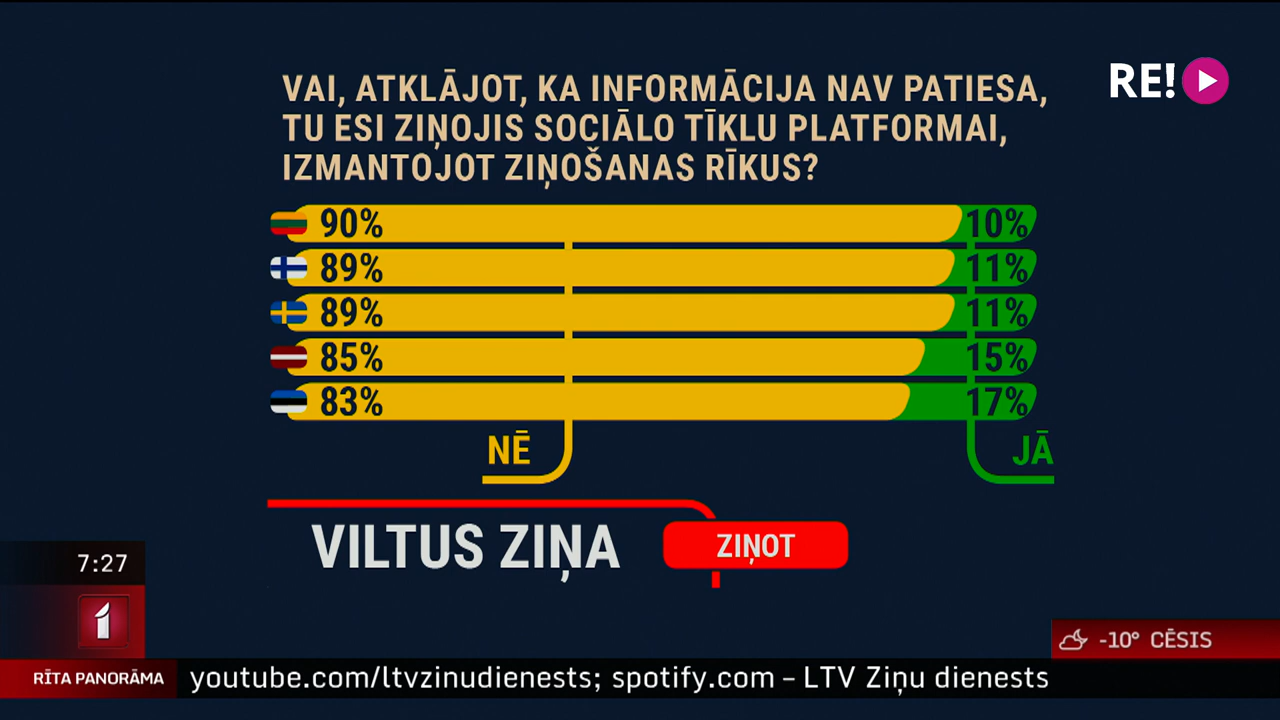 RE!
VAI, ATKLĀJOT, KA INFORMĀCIJA NAV PATIESA,
TU ESI ZIŅOJIS SOCIĀLO TĪKLU PLATFORMAI,
IZMANTOJOT ZIŅOŠANAS RĪKUS?
90% 10%
89% 11%
89% 11%
85% 15%
83% 17%
NĒ JĀ
VILTUS ZIŅA ZIŅOT
7:27
1
-10° CĒSIS
RĪTA PANORĀMA youtube.com/ltvzinudienests; spotify.com – LTV Ziņu dienests